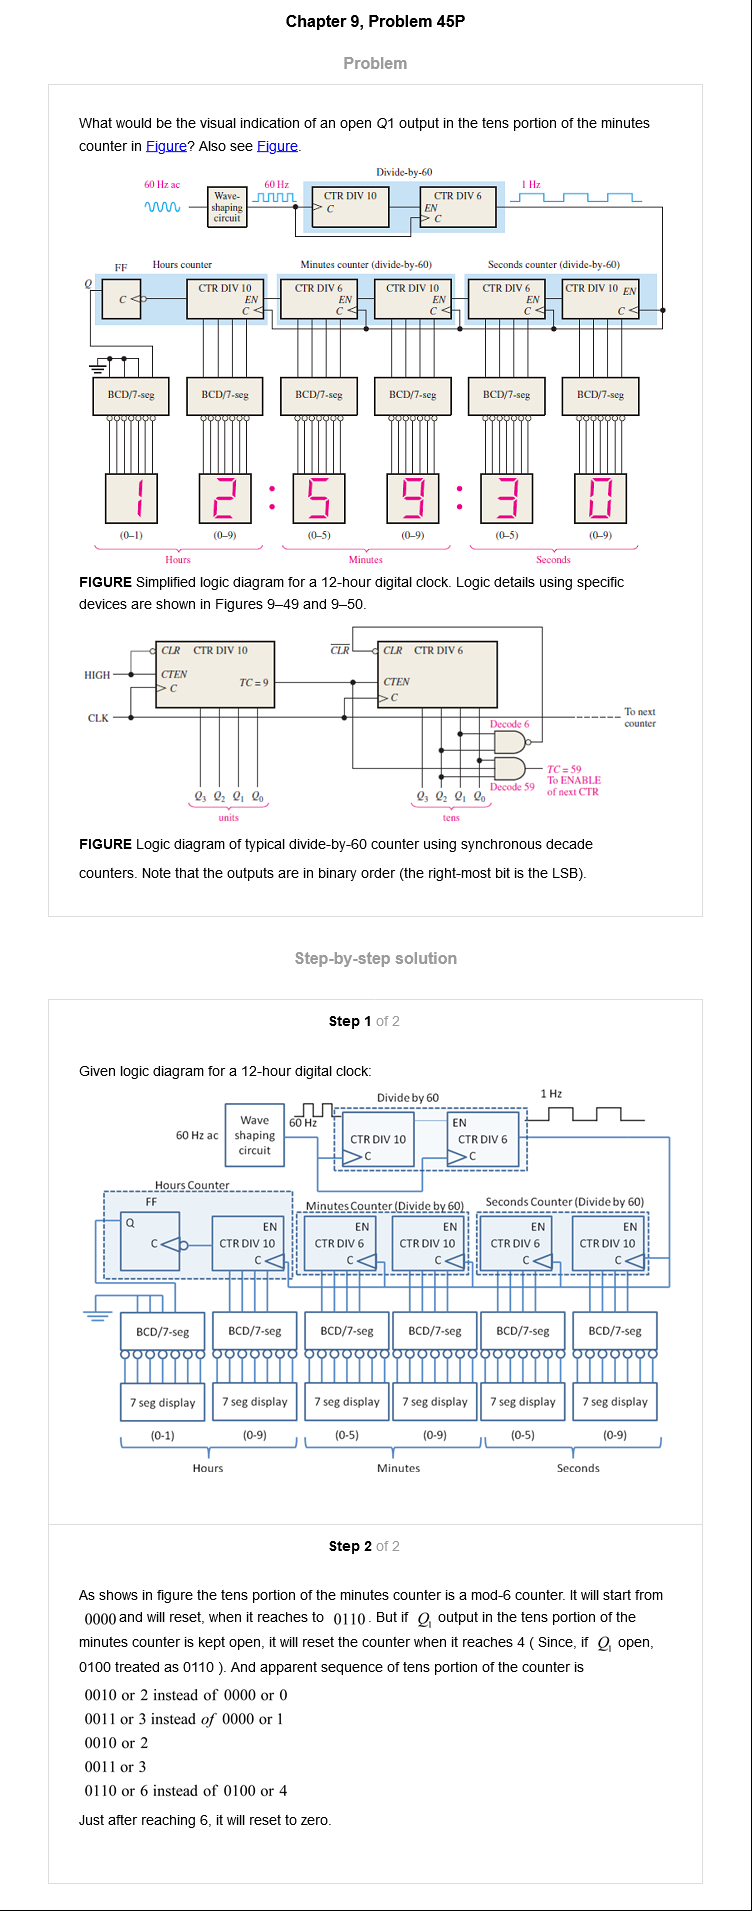 Chapter 9, Problem 45P
Problem
What would be the visual indication of an open Q1 output in the tens portion of the minutes
counter in Figure? Also see Figure.
Divide-by-60
60 Hz ac
60 Hz
1 Hz
Wave-
shaping
circuit
CTR DIV 10
C
CTR DIV 6
EN
C
FF
Hours counter
Minutes counter (divide-by-60)
Seconds counter (divide-by-60)
Q
C
CTR DIV 10
EN
C
CTR DIV 6
EN
C
CTR DIV 10
EN
C
CTR DIV 6
EN
C
CTR DIV 10 EN
C
BCD/7-seg BCD/7-seg BCD/7-seg BCD/7-seg BCD/7-seg BCD/7-seg
1 2 : 5 9 : 3 0
(0–1) (0–9) (0–5) (0–9) (0–5) (0–9)
Hours Minutes Seconds
FIGURE Simplified logic diagram for a 12-hour digital clock. Logic details using specific
devices are shown in Figures 9–49 and 9–50.
CLR CTR DIV 10
CLR
CLR CTR DIV 6
HIGH
CTEN
C
TC = 9
CTEN
C
CLK
To next
counter
Decode 6
TC = 59
To ENABLE
of next CTR
Decode 59
Q3 Q2 Q1 Q0
Q3 Q2 Q1 Q0
units
tens
FIGURE Logic diagram of typical divide-by-60 counter using synchronous decade
counters. Note that the outputs are in binary order (the right-most bit is the LSB).
Step-by-step solution
Step 1 of 2
Given logic diagram for a 12-hour digital clock:
Divide by 60
1 Hz
60 Hz ac
Wave
shaping
circuit
60 Hz
CTR DIV 10
C
EN
CTR DIV 6
C
Hours Counter
Minutes Counter (Divide by 60)
Seconds Counter (Divide by 60)
FF
Q
C
EN
CTR DIV 10
C
EN
CTR DIV 6
C
EN
CTR DIV 10
C
EN
CTR DIV 6
C
EN
CTR DIV 10
C
BCD/7-seg BCD/7-seg BCD/7-seg BCD/7-seg BCD/7-seg BCD/7-seg
7 seg display 7 seg display 7 seg display 7 seg display 7 seg display 7 seg display
(0-1) (0-9) (0-5) (0-9) (0-5) (0-9)
Hours Minutes Seconds
Step 2 of 2
As shows in figure the tens portion of the minutes counter is a mod-6 counter. It will start from
0000 and will reset, when it reaches to 0110. But if Q1 output in the tens portion of the
minutes counter is kept open, it will reset the counter when it reaches 4 ( Since, if Q1 open,
0100 treated as 0110 ). And apparent sequence of tens portion of the counter is
0010 or 2 instead of 0000 or 0
0011 or 3 instead of 0000 or 1
0010 or 2
0011 or 3
0110 or 6 instead of 0100 or 4
Just after reaching 6, it will reset to zero.